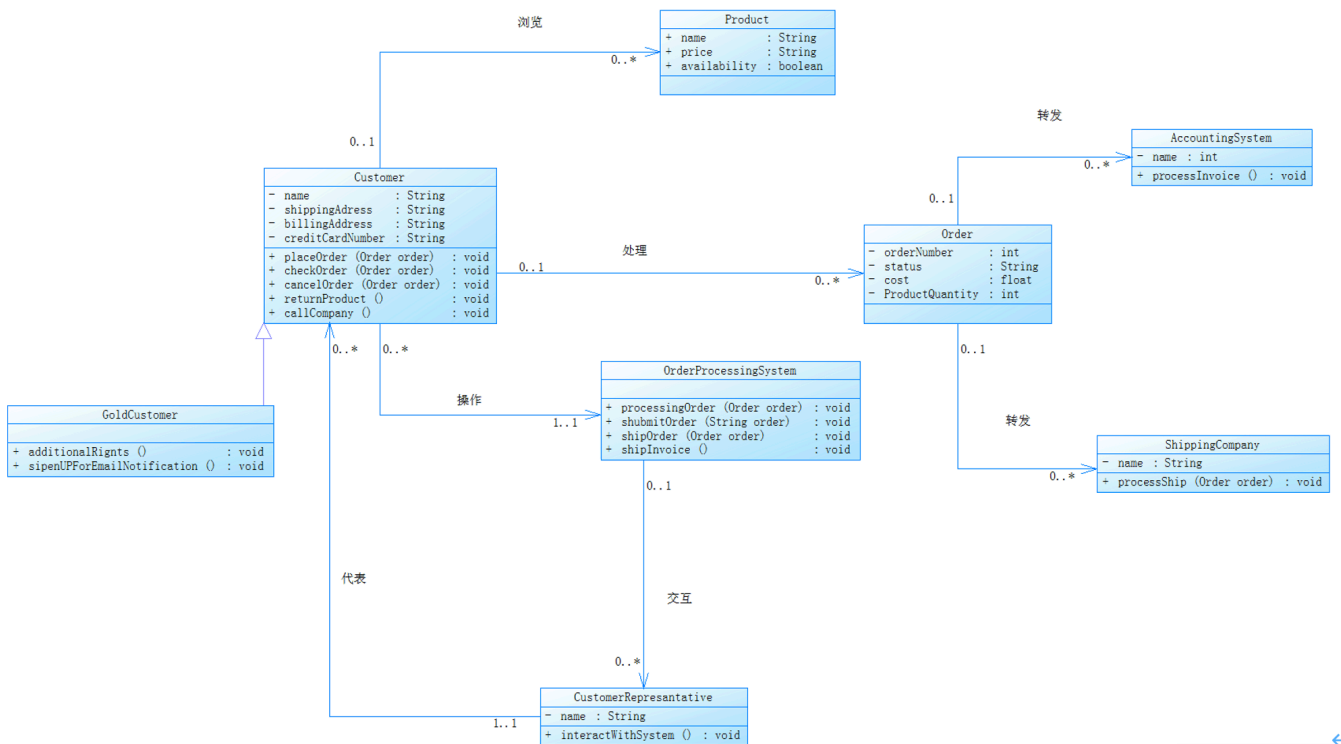 浏览
Product
+ name : String
+ price : String
+ availability : boolean
0..*
0..1
Customer
- name : String
- shippingAdress : String
- billingAddress : String
- creditCardNumber : String
+ placeOrder (Order order) : void
+ checkOrder (Order order) : void
+ cancelOrder (Order order) : void
+ returnProduct () : void
+ callCompany () : void
转发
AccountingSystem
- name : int
+ processInvoice () : void
0..*
0..1
处理
0..1
0..*
Order
- orderNumber : int
- status : String
- cost : float
- ProductQuantity : int
0..*
0..*
0..1
GoldCustomer
+ additionalRignts () : void
+ sipenUPForEmailNotification () : void
操作
1..1
OrderProcessingSystem
+ processingOrder (Order order) : void
+ shubmitOrder (String order) : void
+ shipOrder (Order order) : void
+ shipInvoice () : void
转发
0..*
ShippingCompany
- name : String
+ processShip (Order order) : void
0..1
代表
交互
0..*
1..1
CustomerRepresantative
- name : String
+ interactWithSystem () : void